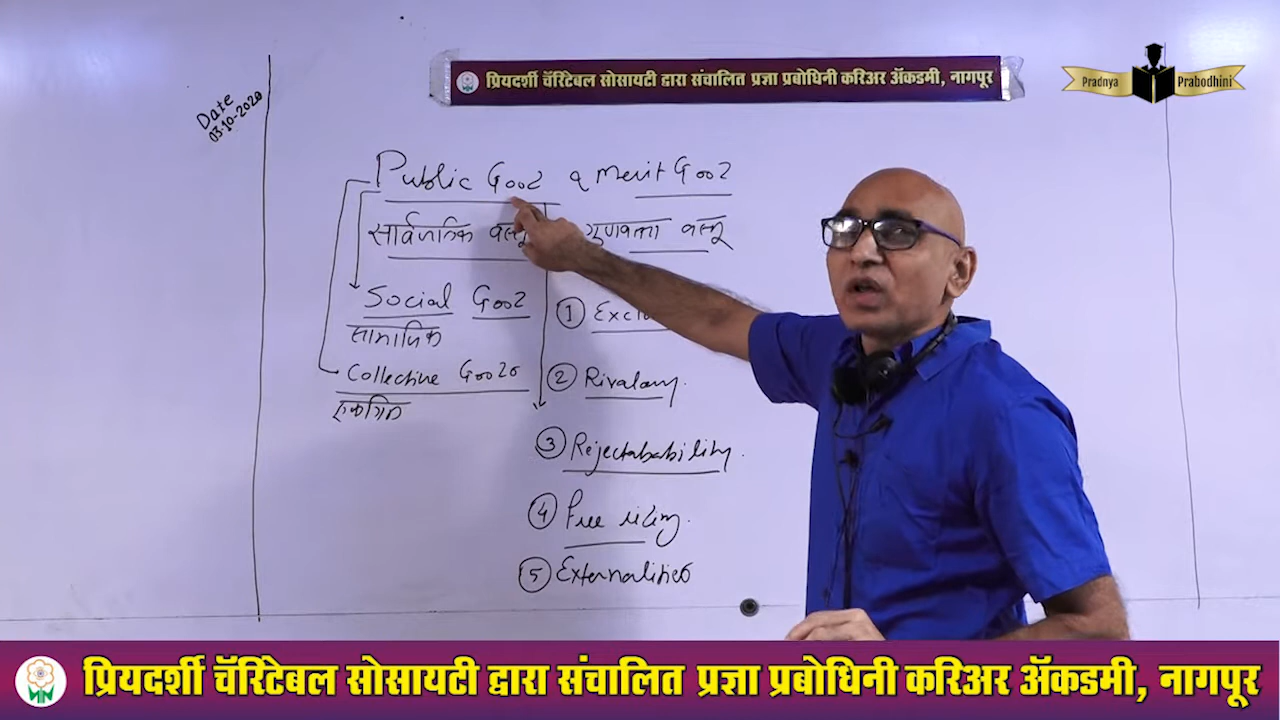 प्रियदर्शी चॅरिटेबल सोसायटी द्वारा संचालित प्रज्ञा प्रबोधिनी करिअर ॲकडमी, नागपूर
Pradnya Prabodhini
Date
03-10-2020
Public Good व merit Good
सार्वजनिक वस्तू गुणवत्ता वस्तू
Social Good
सामाजिक
Collective Goods
एकत्रित
① Exclu
② Rivalary.
③ Rejectabability.
④ Free riding.
⑤ Externalities
प्रियदर्शी चॅरिटेबल सोसायटी द्वारा संचालित प्रज्ञा प्रबोधिनी करिअर ॲकडमी, नागपूर